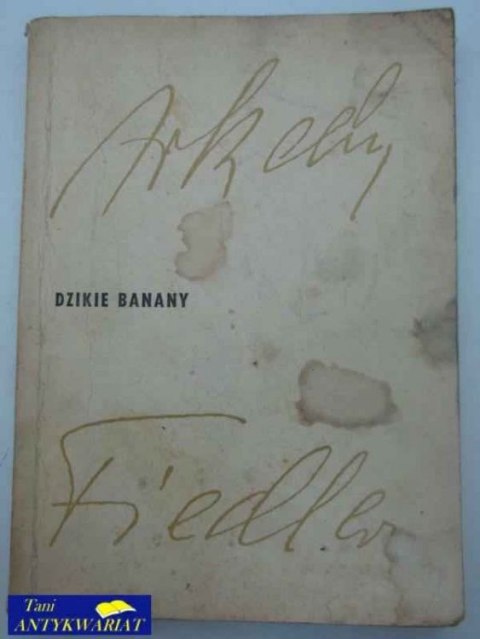 Arkady
DZIKIE BANANY
Fiedler
Tani
ANTYKWARIAT